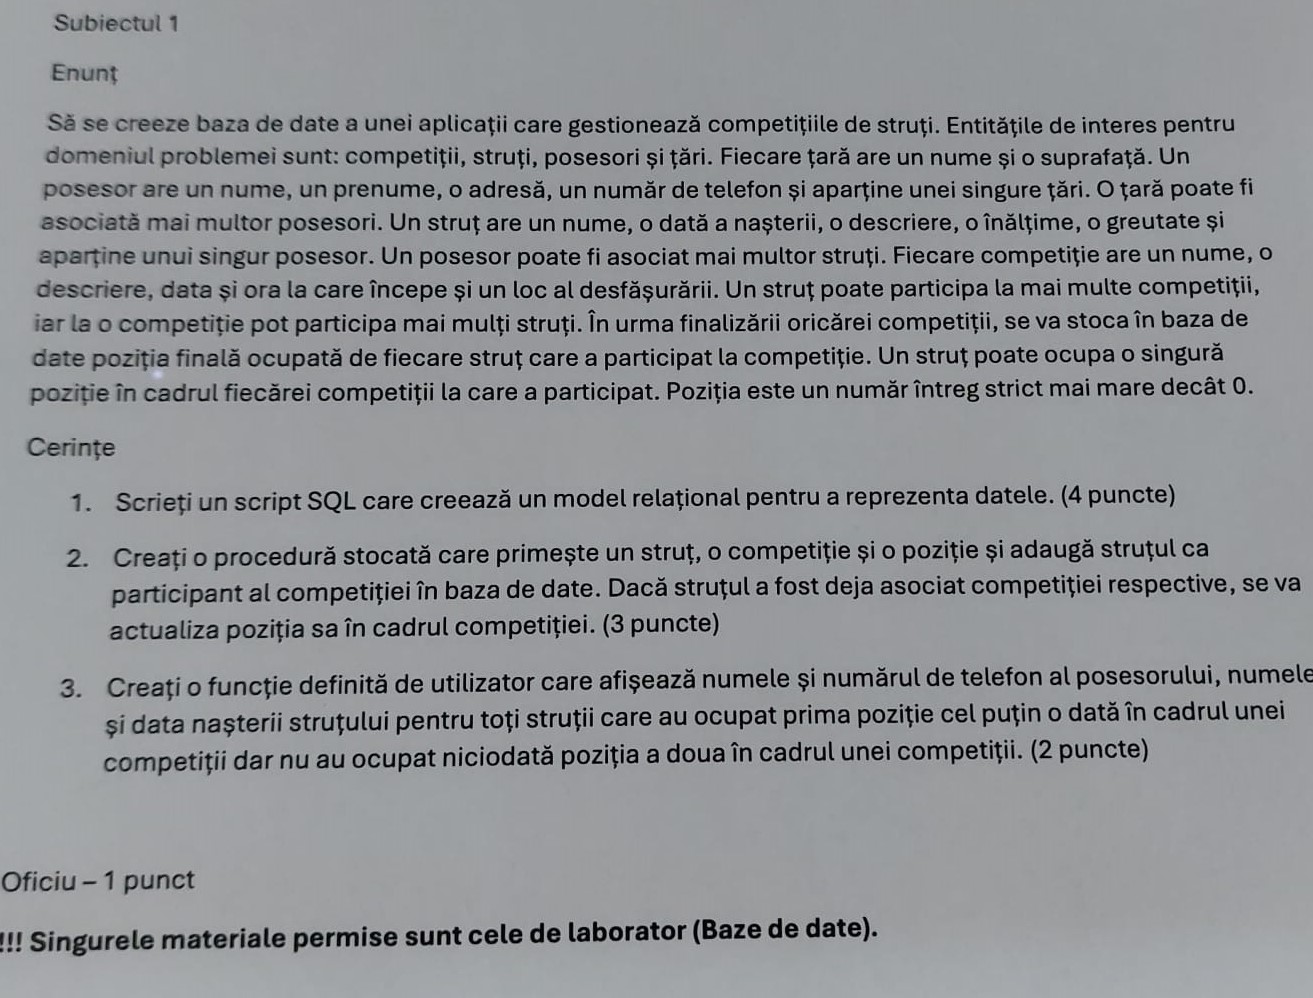 Subiectul 1
Enunț
Să se creeze baza de date a unei aplicații care gestionează competițiile de struți. Entitățile de interes pentru
domeniul problemei sunt: competiții, struți, posesori și țări. Fiecare țară are un nume și o suprafață. Un
posesor are un nume, un prenume, o adresă, un număr de telefon și aparține unei singure țări. O țară poate fi
asociată mai multor posesori. Un struț are un nume, o dată a nașterii, o descriere, o înălțime, o greutate și
aparține unui singur posesor. Un posesor poate fi asociat mai multor struți. Fiecare competiție are un nume, o
descriere, data și ora la care începe și un loc al desfășurării. Un struț poate participa la mai multe competiții,
iar la o competiție pot participa mai mulți struți. În urma finalizării oricărei competiții, se va stoca în baza de
date poziția finală ocupată de fiecare struț care a participat la competiție. Un struț poate ocupa o singură
poziție în cadrul fiecărei competiții la care a participat. Poziția este un număr întreg strict mai mare decât 0.
Cerințe
1. Scrieți un script SQL care creează un model relațional pentru a reprezenta datele. (4 puncte)
2. Creați o procedură stocată care primește un struț, o competiție și o poziție și adaugă struțul ca
participant al competiției în baza de date. Dacă struțul a fost deja asociat competiției respective, se va
actualiza poziția sa în cadrul competiției. (3 puncte)
3. Creați o funcție definită de utilizator care afișează numele și numărul de telefon al posesorului, numele
și data nașterii struțului pentru toți struții care au ocupat prima poziție cel puțin o dată în cadrul unei
competiții dar nu au ocupat niciodată poziția a doua în cadrul unei competiții. (2 puncte)
Oficiu – 1 punct
!!! Singurele materiale permise sunt cele de laborator (Baze de date).